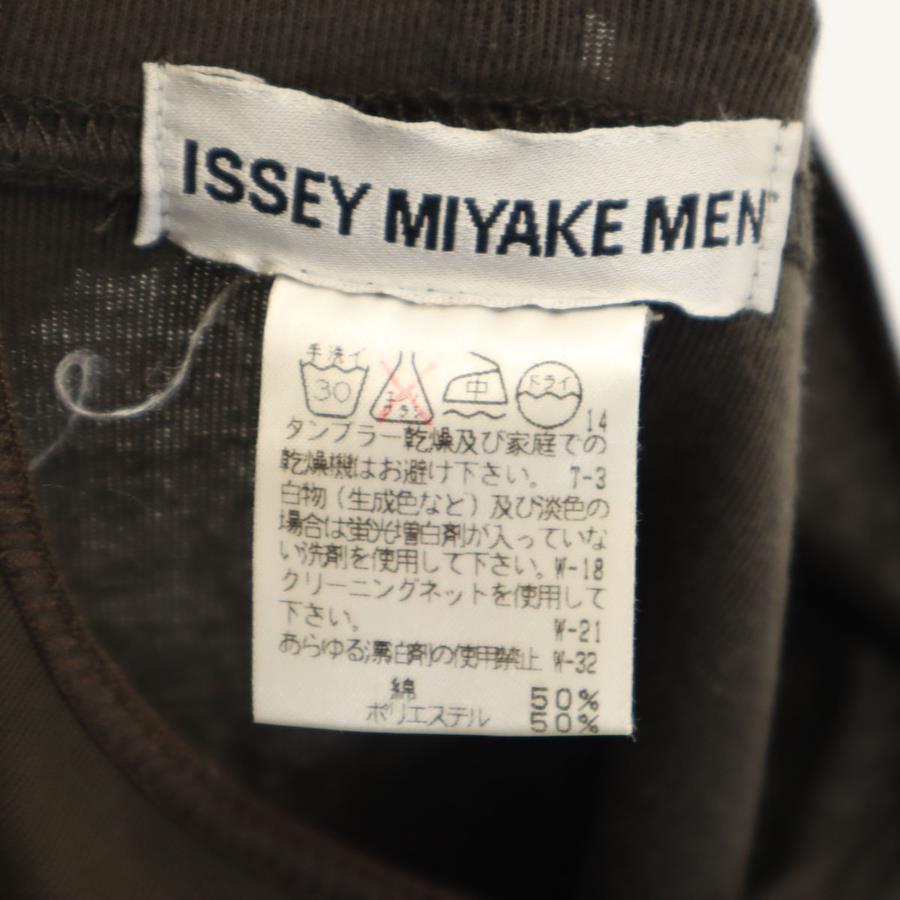 ISSEY MIYAKE MEN
手洗イ
30 エンソ サラシ 中 ドライ
14
タンブラー乾燥及び家庭での
乾燥機はお避け下さい。 7-3
白物（生成色など）及び淡色の
場合は蛍光増白剤が入っていな
い洗剤を使用して下さい。W-18
クリーニングネットを使用して
下さい。 W-21
あらゆる漂白剤の使用禁止 W-32
綿 50%
ポリエステル 50%